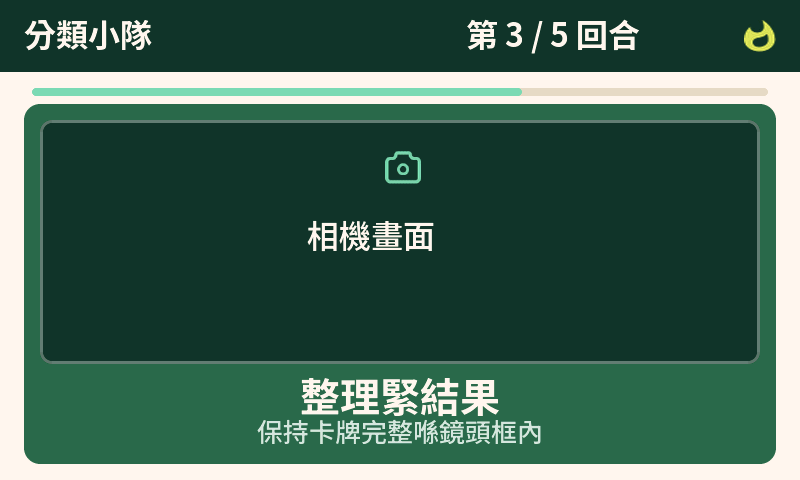 分類小隊
第 3 / 5 回合
相機畫面
整理緊結果
保持卡牌完整喺鏡頭框內